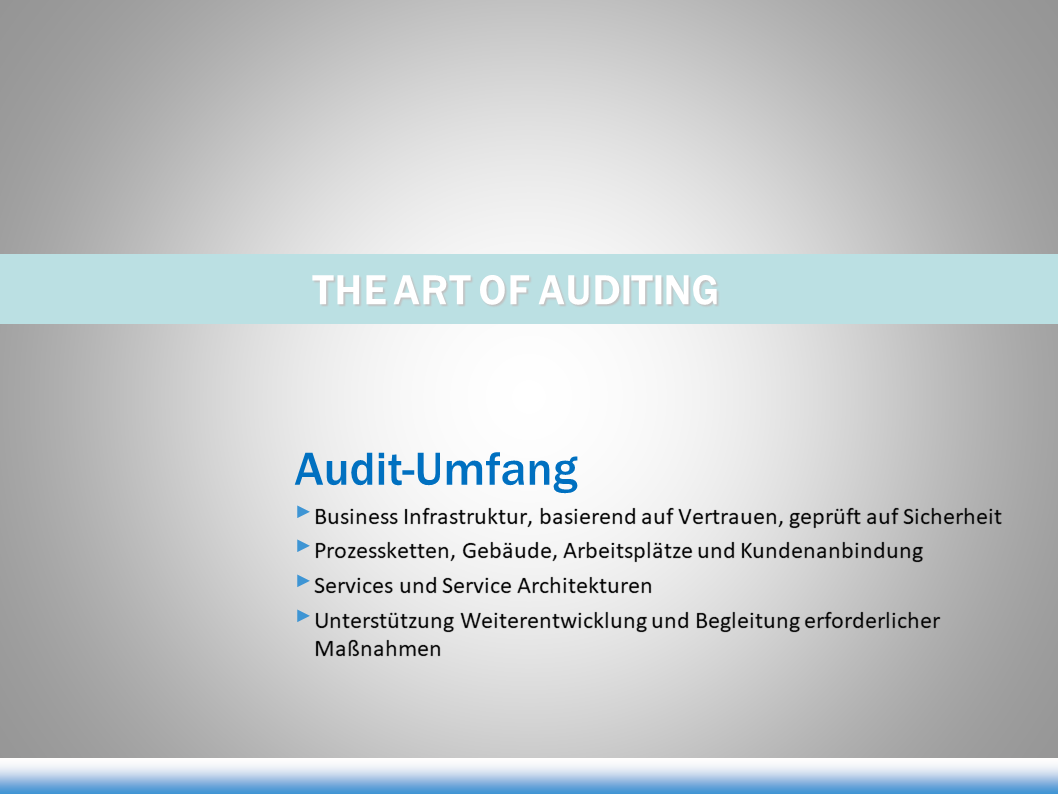 THE ART OF AUDITING
Audit-Umfang
Business Infrastruktur, basierend auf Vertrauen, geprüft auf Sicherheit
Prozessketten, Gebäude, Arbeitsplätze und Kundenanbindung
Services und Service Architekturen
Unterstützung Weiterentwicklung und Begleitung erforderlicher
Maßnahmen